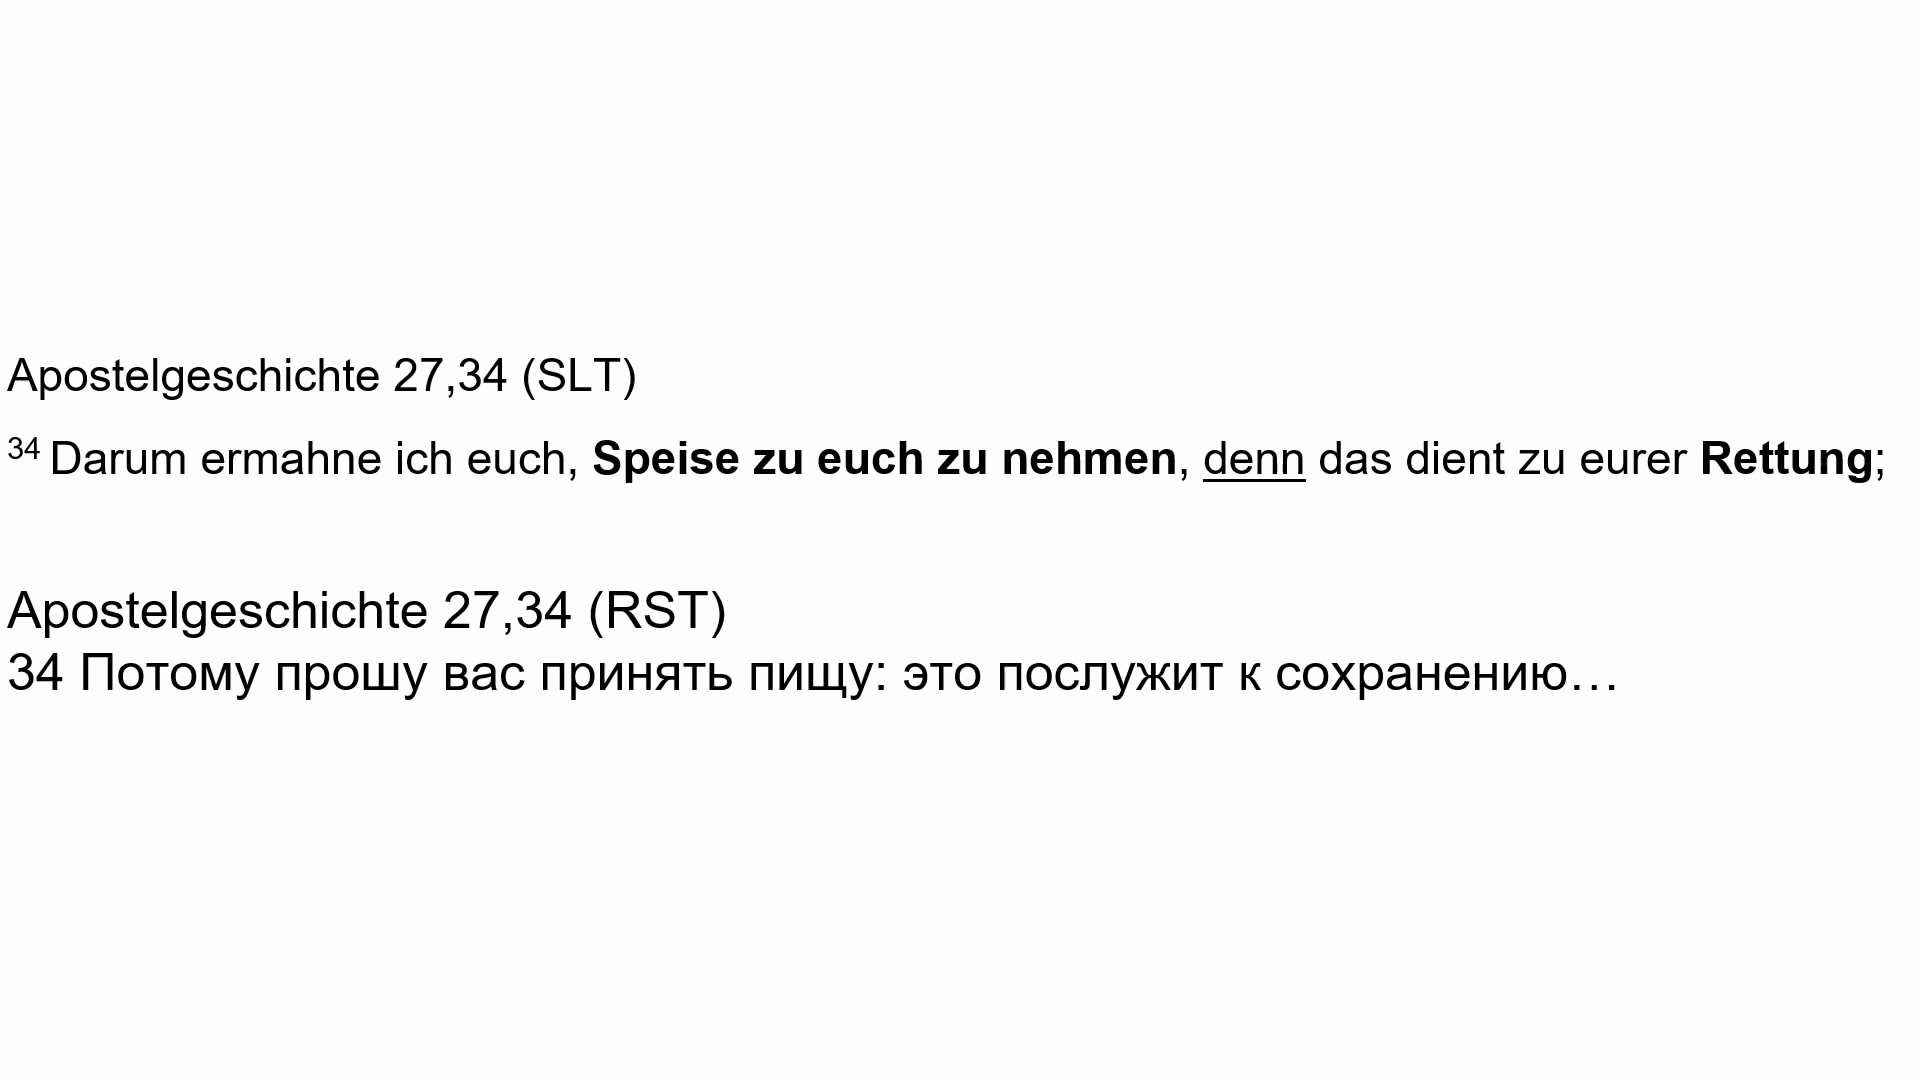 Apostelgeschichte 27,34 (SLT)
34 Darum ermahne ich euch, Speise zu euch zu nehmen, denn das dient zu eurer Rettung;
Apostelgeschichte 27,34 (RST)
34 Потому прошу вас принять пищу: это послужит к сохранению…